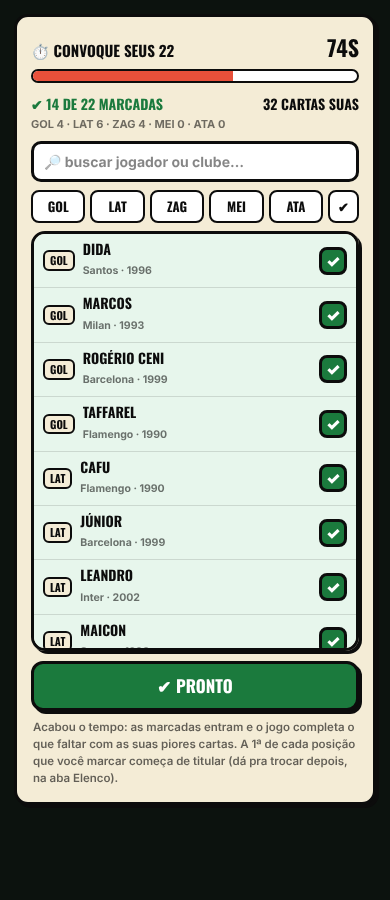 ⏱️ CONVOQUE SEUS 22
74S
✔ 14 DE 22 MARCADAS
32 CARTAS SUAS
GOL 4 · LAT 6 · ZAG 4 · MEI 0 · ATA 0
🔎 buscar jogador ou clube...
GOL LAT ZAG MEI ATA ✔
GOL DIDA
Santos · 1996
GOL MARCOS
Milan · 1993
GOL ROGÉRIO CENI
Barcelona · 1999
GOL TAFFAREL
Flamengo · 1990
LAT CAFU
Flamengo · 1990
LAT JÚNIOR
Barcelona · 1999
LAT LEANDRO
Inter · 2002
LAT MAICON
✔ PRONTO
Acabou o tempo: as marcadas entram e o jogo completa o
que faltar com as suas piores cartas. A 1ª de cada posição
que você marcar começa de titular (dá pra trocar depois,
na aba Elenco).